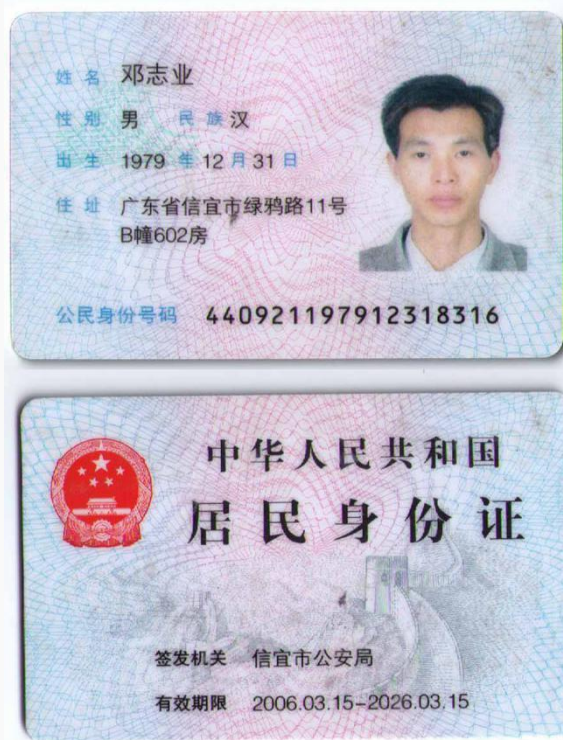 姓名 邓志业
性别 男 民族 汉
出生 1979 年 12 月 31 日
住址 广东省信宜市绿鸦路11号
B幢602房
公民身份号码 440921197912318316
中华人民共和国
居民身份证
签发机关 信宜市公安局
有效期限 2006.03.15-2026.03.15